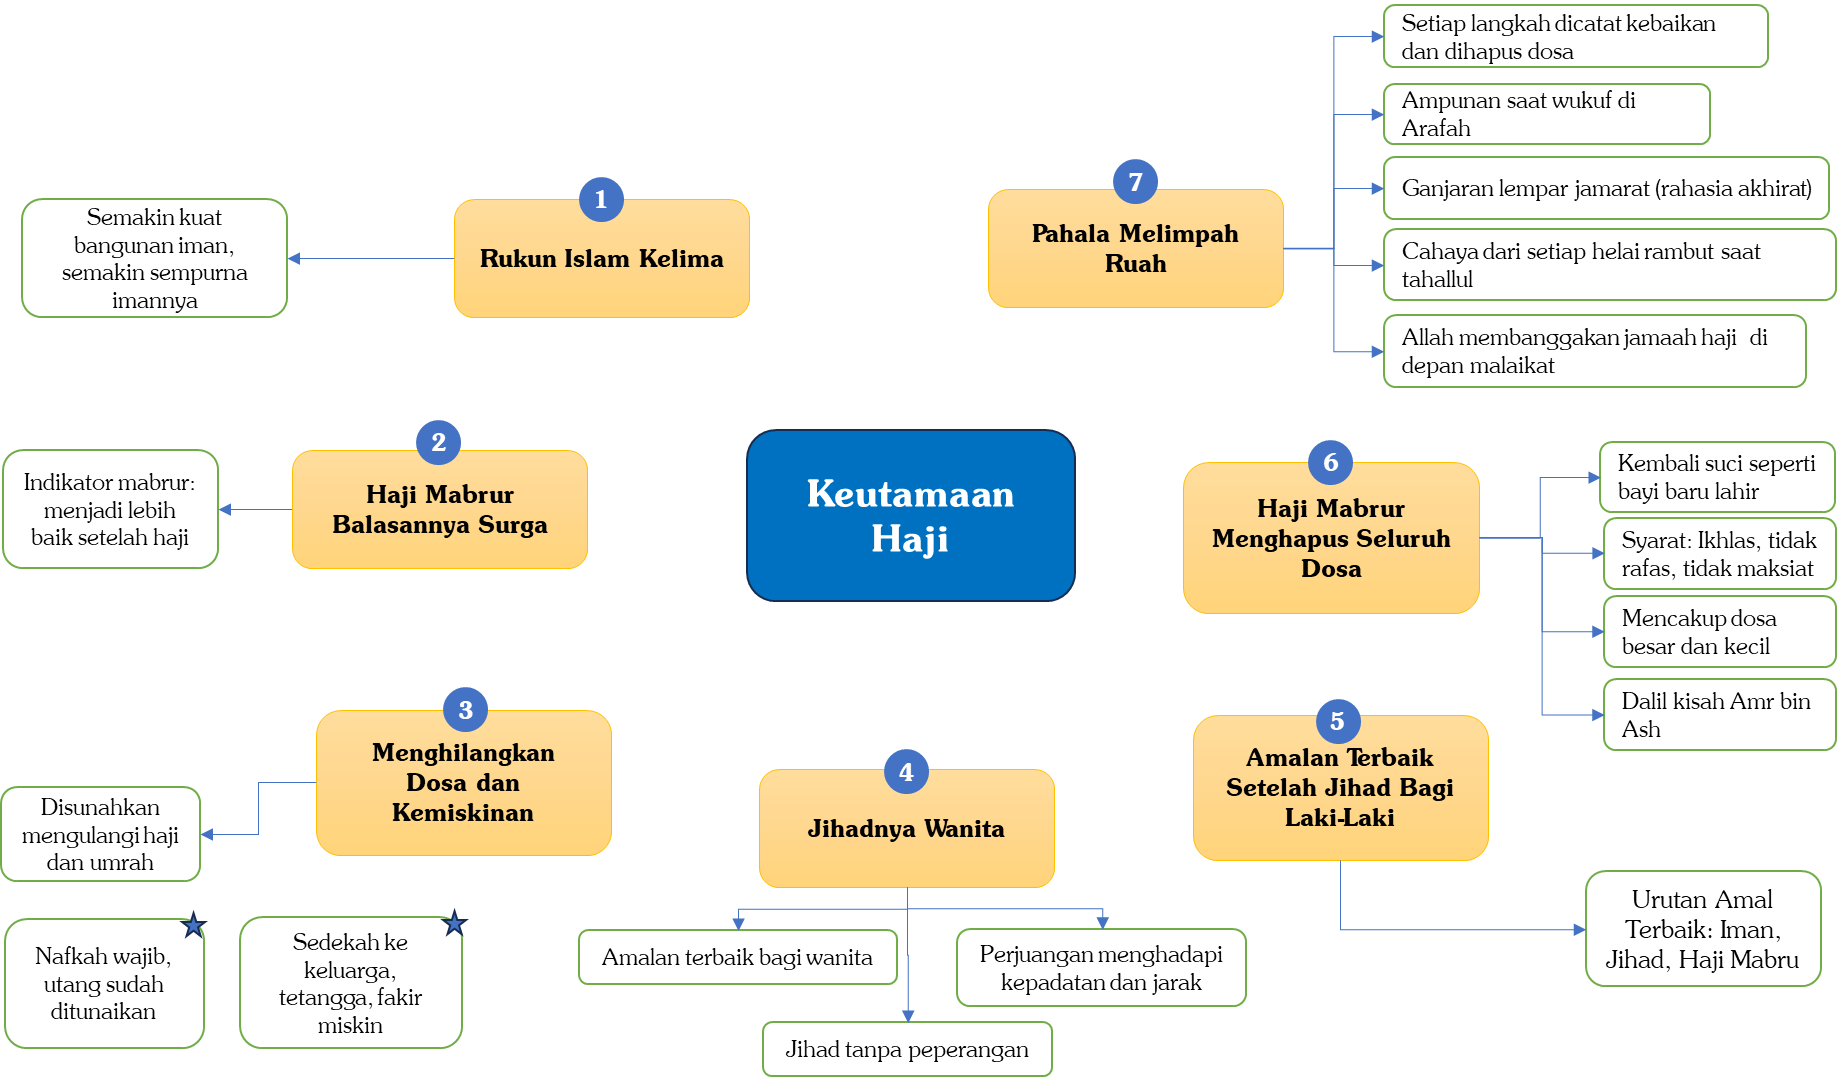 Keutamaan
Haji
1
Rukun Islam Kelima
Semakin kuat
bangunan iman,
semakin sempurna
imannya
2
Haji Mabrur
Balasannya Surga
Indikator mabrur:
menjadi lebih
baik setelah haji
3
Menghilangkan
Dosa dan
Kemiskinan
Disunahkan
mengulangi haji
dan umrah
Nafkah wajib,
utang sudah
ditunaikan
Sedekah ke
keluarga,
tetangga, fakir
miskin
4
Jihadnya Wanita
Amalan terbaik bagi wanita
Jihad tanpa peperangan
Perjuangan menghadapi
kepadatan dan jarak
5
Amalan Terbaik
Setelah Jihad Bagi
Laki-Laki
Urutan Amal
Terbaik: Iman,
Jihad, Haji Mabru
6
Haji Mabrur
Menghapus Seluruh
Dosa
Kembali suci seperti
bayi baru lahir
Syarat: Ikhlas, tidak
rafas, tidak maksiat
Mencakup dosa
besar dan kecil
Dalil kisah Amr bin
Ash
7
Pahala Melimpah
Ruah
Setiap langkah dicatat kebaikan
dan dihapus dosa
Ampunan saat wukuf di
Arafah
Ganjaran lempar jamarat (rahasia akhirat)
Cahaya dari setiap helai rambut saat
tahallul
Allah membanggakan jamaah haji di
depan malaikat